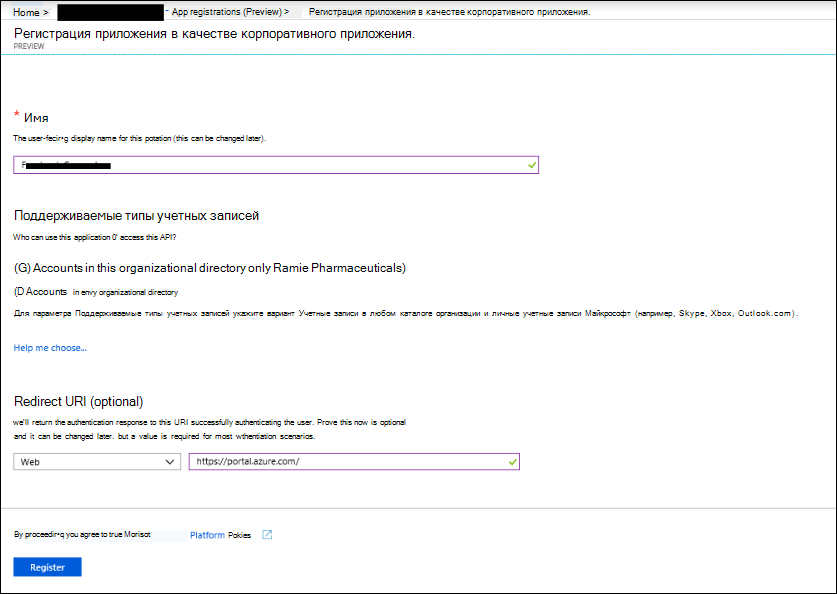 Home > - App registrations (Preview) > Регистрация приложения в качестве корпоративного приложения.
Регистрация приложения в качестве корпоративного приложения.
PREVIEW
* Имя
The user-fecir•g display name for this potation (this can be changed later).
Поддерживаемые типы учетных записей
Who can use this application 0' access this API?
(G) Accounts in this organizational directory only Ramie Pharmaceuticals)
(D Accounts in envy organizational directory
Для параметра Поддерживаемые типы учетных записей укажите вариант Учетные записи в любом каталоге организации и личные учетные записи Майкрософт (например, Skype, Xbox, Outlook.com).
Help me choose...
Redirect URI (optional)
we'll return the authentication response to this URI successfully authenticating the user. Prove this now is optional
and it can be changed later. but a value is required for most wthentiation scenarios.
Web https://portal.azure.com/
By proceedir•q you agree to true Morisot Platform Pokies
Register